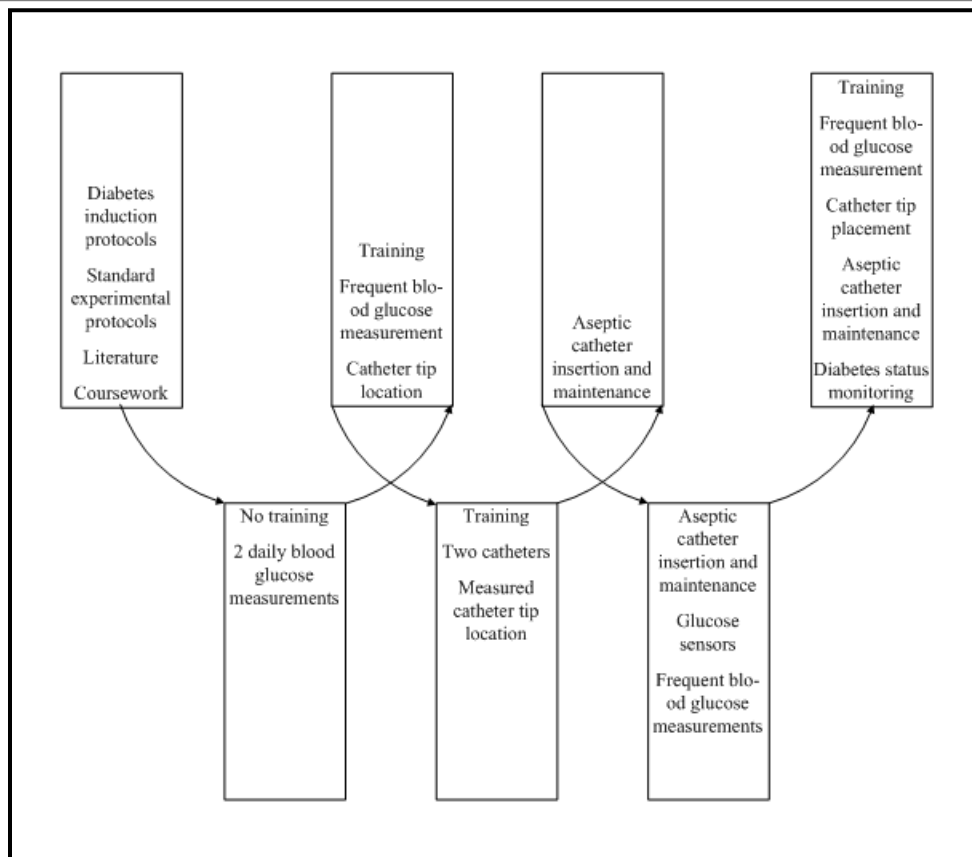 Diabetes
induction
protocols
Standard
experimental
protocols
Literature
Coursework
Training
Frequent blo-
od glucose
measurement
Catheter tip
location
Aseptic
catheter
insertion and
maintenance
Training
Frequent blo-
od glucose
measurement
Catheter tip
placement
Aseptic
catheter
insertion and
maintenance
Diabetes status
monitoring
No training
2 daily blood
glucose
measurements
Training
Two catheters
Measured
catheter tip
location
Aseptic
catheter
insertion and
maintenance
Glucose
sensors
Frequent blo-
od glucose
measurements